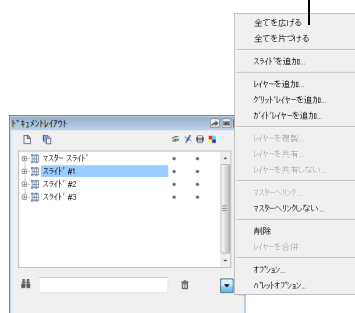 全てを広げる
全てを片づける
スライドを追加...
レイヤーを追加...
グリッドレイヤーを追加...
ガイドレイヤーを追加...
レイヤーを複製...
レイヤーを共有...
レイヤーを共有しない...
マスターへリンク...
マスターへリンクしない...
削除
レイヤーを合併
オプション...
パレットオプション...
ドキュメントレイアウト
マスター スライド
スライド #1
スライド #2
スライド #3